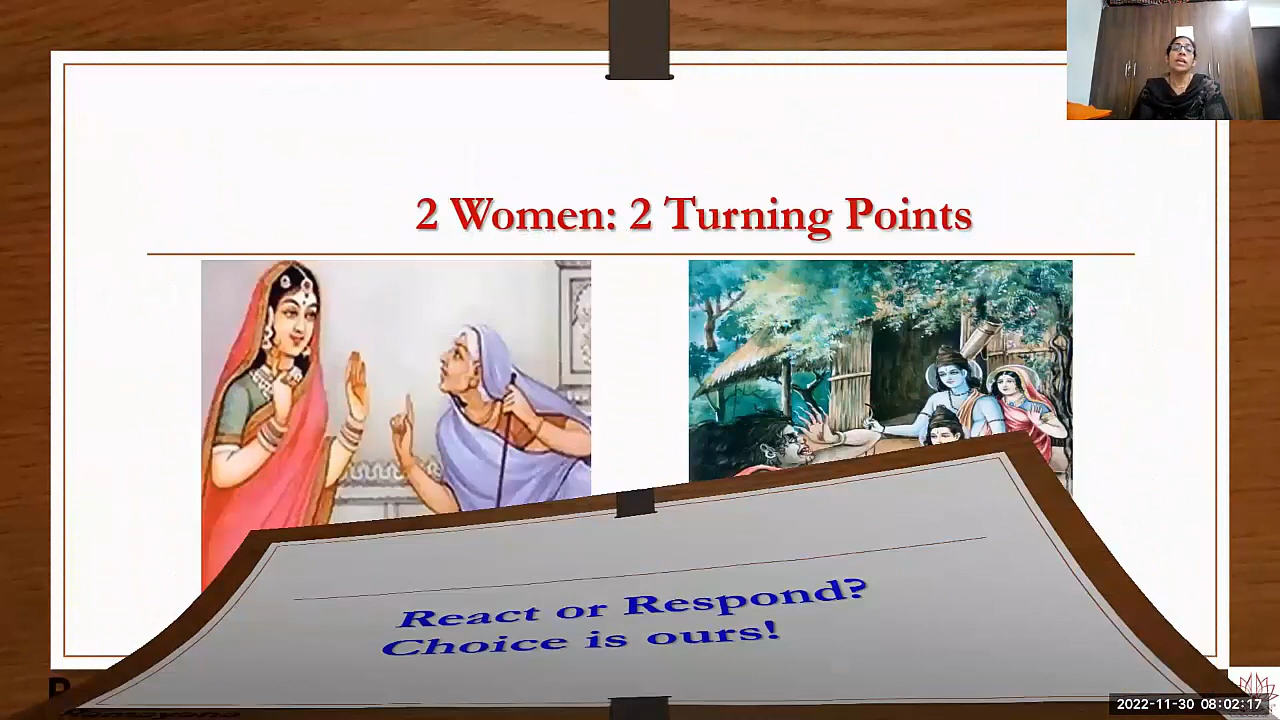 2 Women: 2 Turning Points
React or Respond?
Choice is ours!
2022-11-30 08:02:17